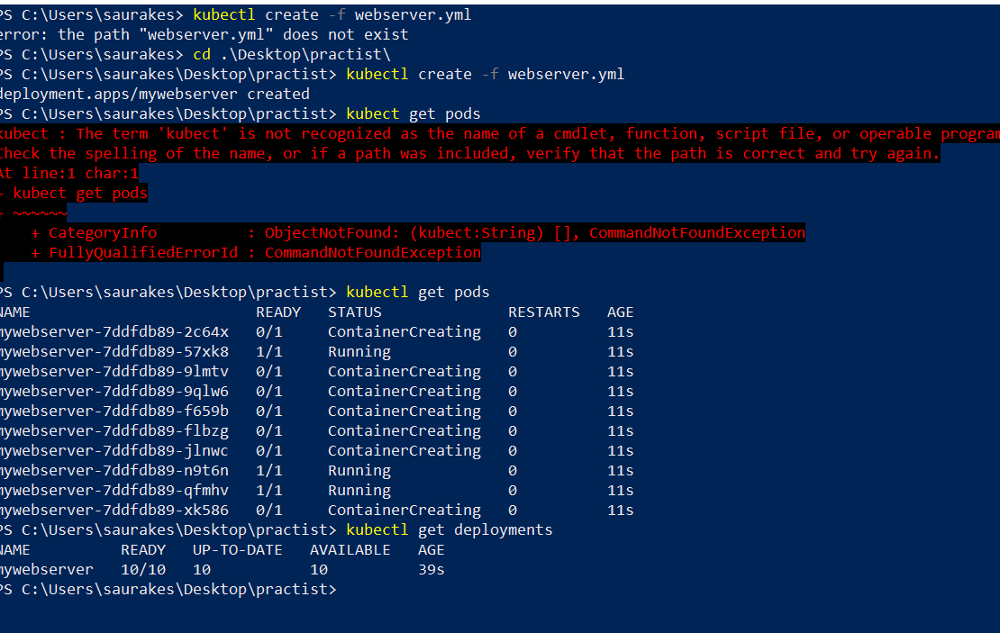 PS C:\Users\saurakes> kubectl create -f webserver.yml
error: the path "webserver.yml" does not exist
PS C:\Users\saurakes> cd .\Desktop\practist\
PS C:\Users\saurakes\Desktop\practist> kubectl create -f webserver.yml
deployment.apps/mywebserver created
PS C:\Users\saurakes\Desktop\practist> kubect get pods
kubect : The term 'kubect' is not recognized as the name of a cmdlet, function, script file, or operable program
Check the spelling of the name, or if a path was included, verify that the path is correct and try again.
At line:1 char:1
+ kubect get pods
+ ~~~~~~
    + CategoryInfo          : ObjectNotFound: (kubect:String) [], CommandNotFoundException
    + FullyQualifiedErrorId : CommandNotFoundException
PS C:\Users\saurakes\Desktop\practist> kubectl get pods
NAME                         READY   STATUS              RESTARTS   AGE
mywebserver-7ddfdb89-2c64x   0/1     ContainerCreating   0          11s
mywebserver-7ddfdb89-57xk8   1/1     Running             0          11s
mywebserver-7ddfdb89-9lmtv   0/1     ContainerCreating   0          11s
mywebserver-7ddfdb89-9qlw6   0/1     ContainerCreating   0          11s
mywebserver-7ddfdb89-f659b   0/1     ContainerCreating   0          11s
mywebserver-7ddfdb89-flbzg   0/1     ContainerCreating   0          11s
mywebserver-7ddfdb89-jlnwc   0/1     ContainerCreating   0          11s
mywebserver-7ddfdb89-n9t6n   1/1     Running             0          11s
mywebserver-7ddfdb89-qfmhv   1/1     Running             0          11s
mywebserver-7ddfdb89-xk586   0/1     ContainerCreating   0          11s
PS C:\Users\saurakes\Desktop\practist> kubectl get deployments
NAME          READY   UP-TO-DATE   AVAILABLE   AGE
mywebserver   10/10   10           10          39s
PS C:\Users\saurakes\Desktop\practist>